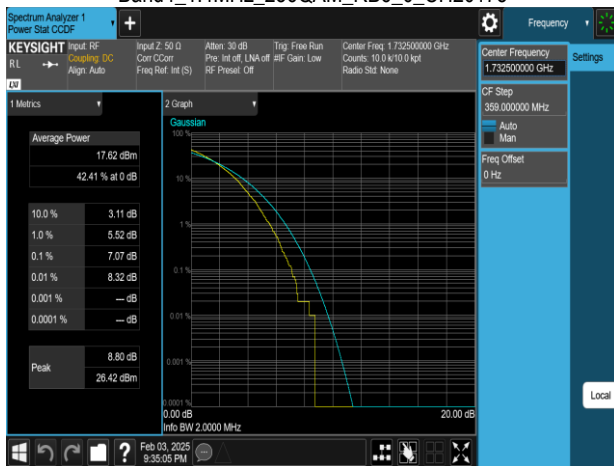 Spectrum Analyzer 1
Power Stat CCDF
Frequency
KEYSIGHT
RL
LXI
Input: RF
Coupling: DC
Align: Auto
Input Z: 50 Ω
Corr CCorr
Freq Ref: Int (S)
Atten: 30 dB
Pre: Int off, LNA off
RF Preset: Off
Trig: Free Run
#IF Gain: Low
Center Freq: 1.732500000 GHz
Counts: 10.0 k/10.0 kpt
Radio Std: None
Center Frequency
1.732500000 GHz
Settings
CF Step
359.000000 MHz
Auto
Man
Freq Offset
0 Hz
1 Metrics
2 Graph
Gaussian
Average Power
17.62 dBm
42.41 % at 0 dB
10.0 % 3.11 dB
1.0 % 5.52 dB
0.1 % 7.07 dB
0.01 % 8.32 dB
0.001 % --- dB
0.0001 % --- dB
Peak
8.80 dB
26.42 dBm
100 %
10 %
1 %
0.1 %
0.01 %
0.001 %
0.0001 %
0.00 dB
20.00 dB
Info BW 2.0000 MHz
Local
Feb 03, 2025
9:35:05 PM